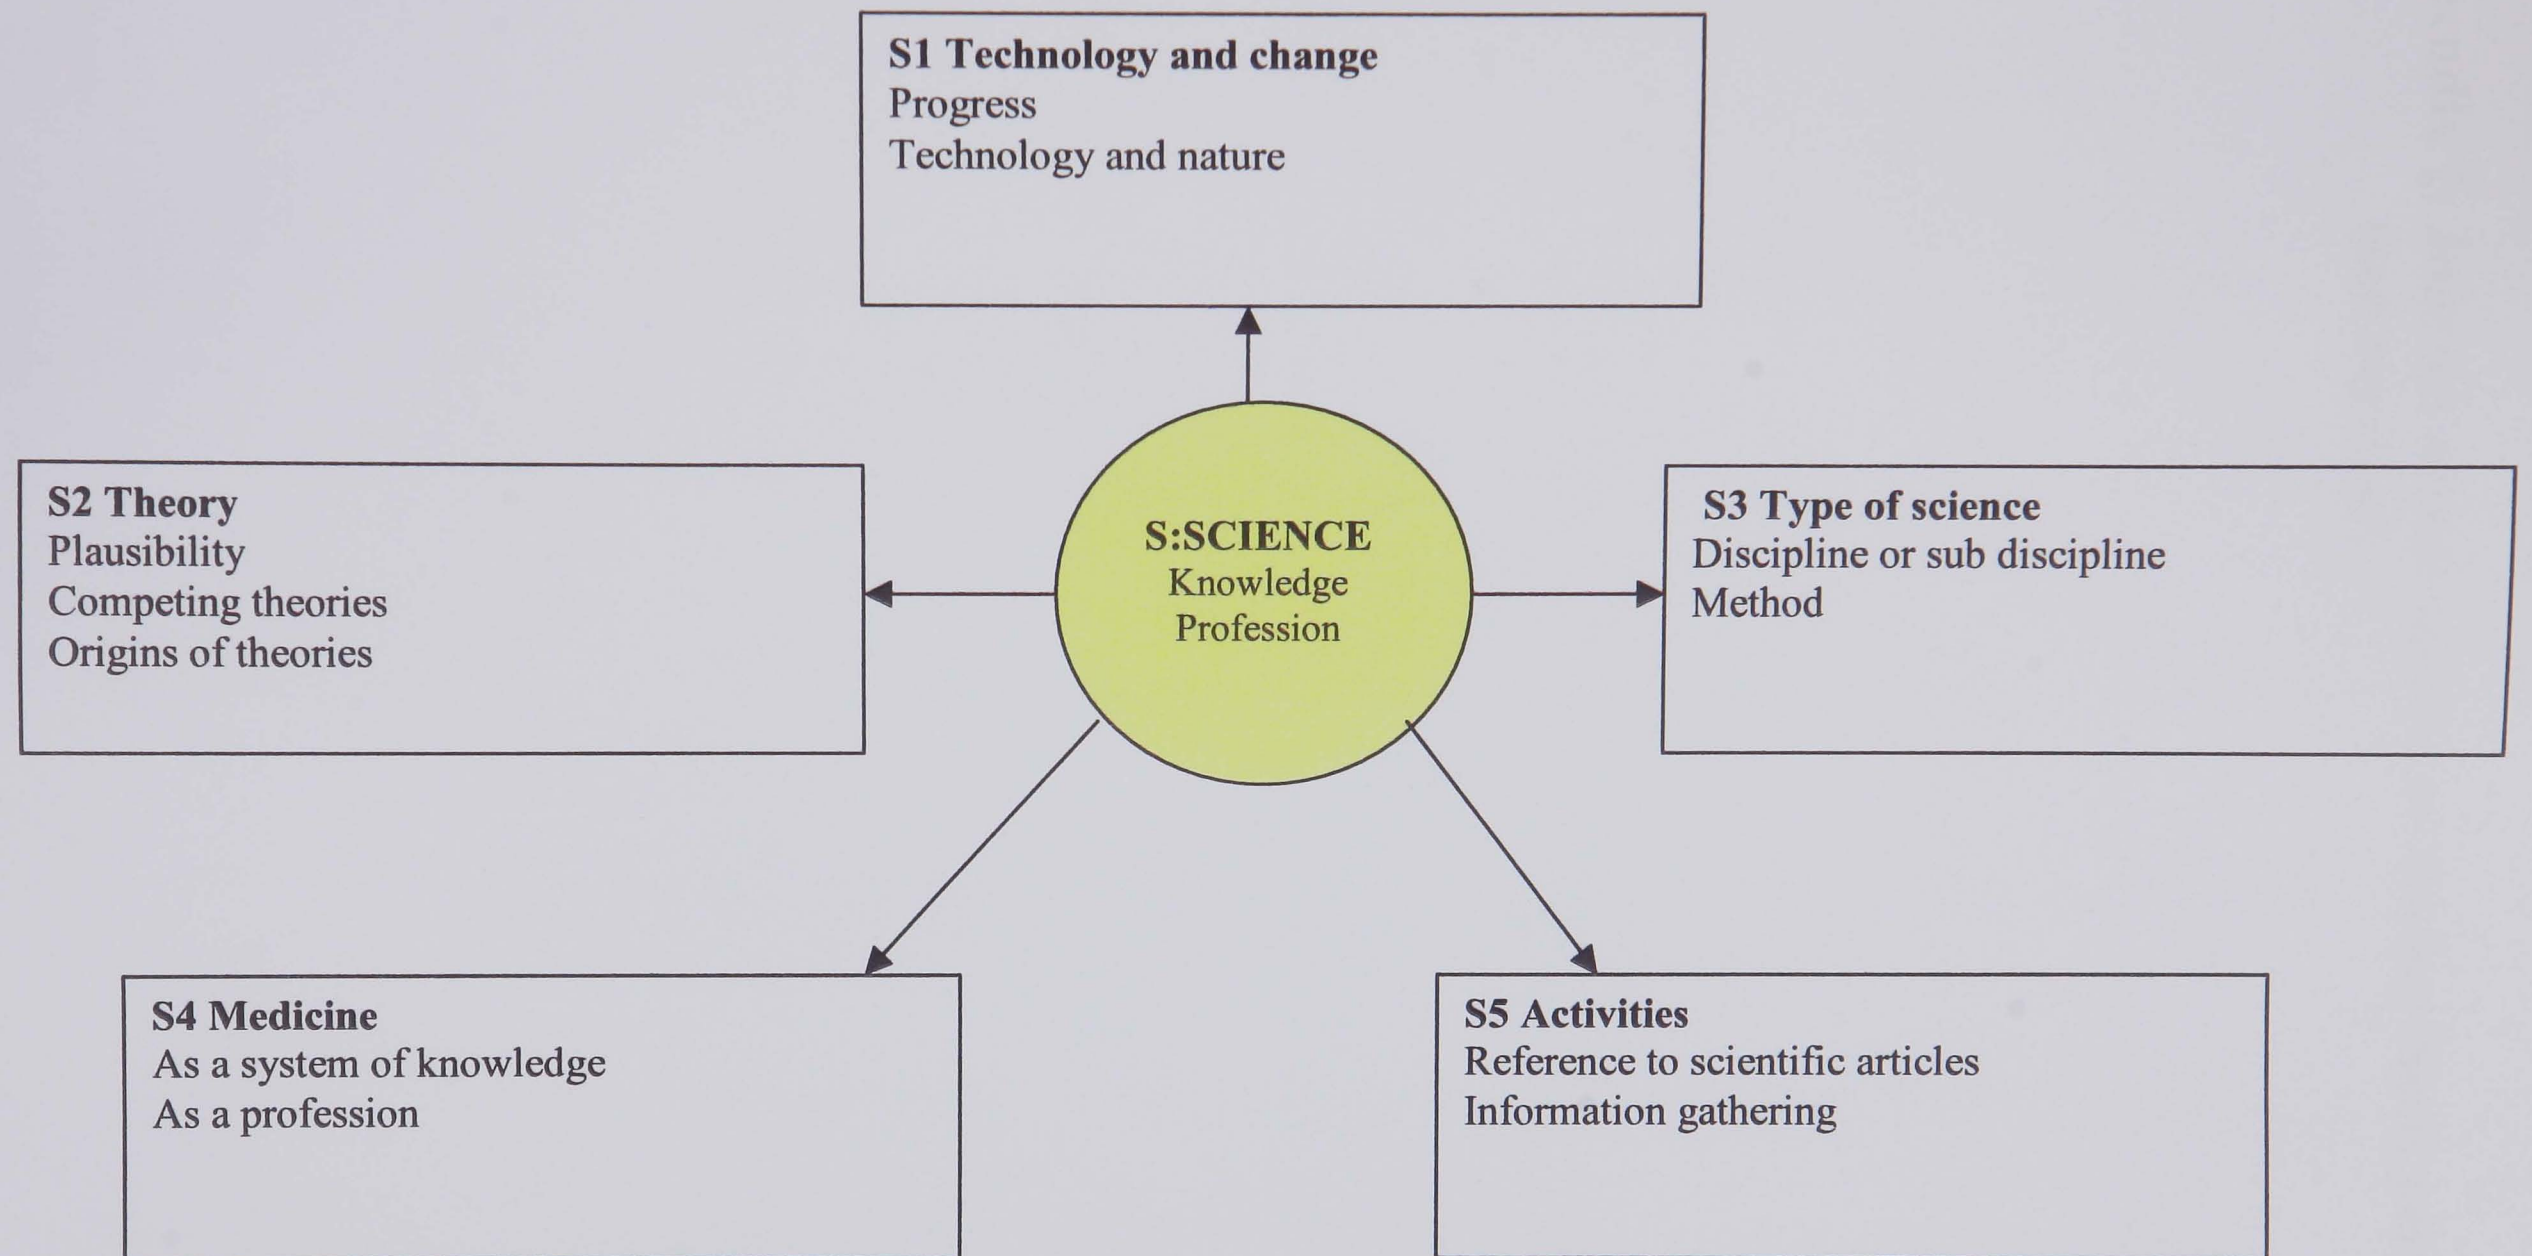 S1 Technology and change
Progress
Technology and nature
S2 Theory
Plausibility
Competing theories
Origins of theories
S:SCIENCE
Knowledge
Profession
S3 Type of science
Discipline or sub discipline
Method
S4 Medicine
As a system of knowledge
As a profession
S5 Activities
Reference to scientific articles
Information gathering